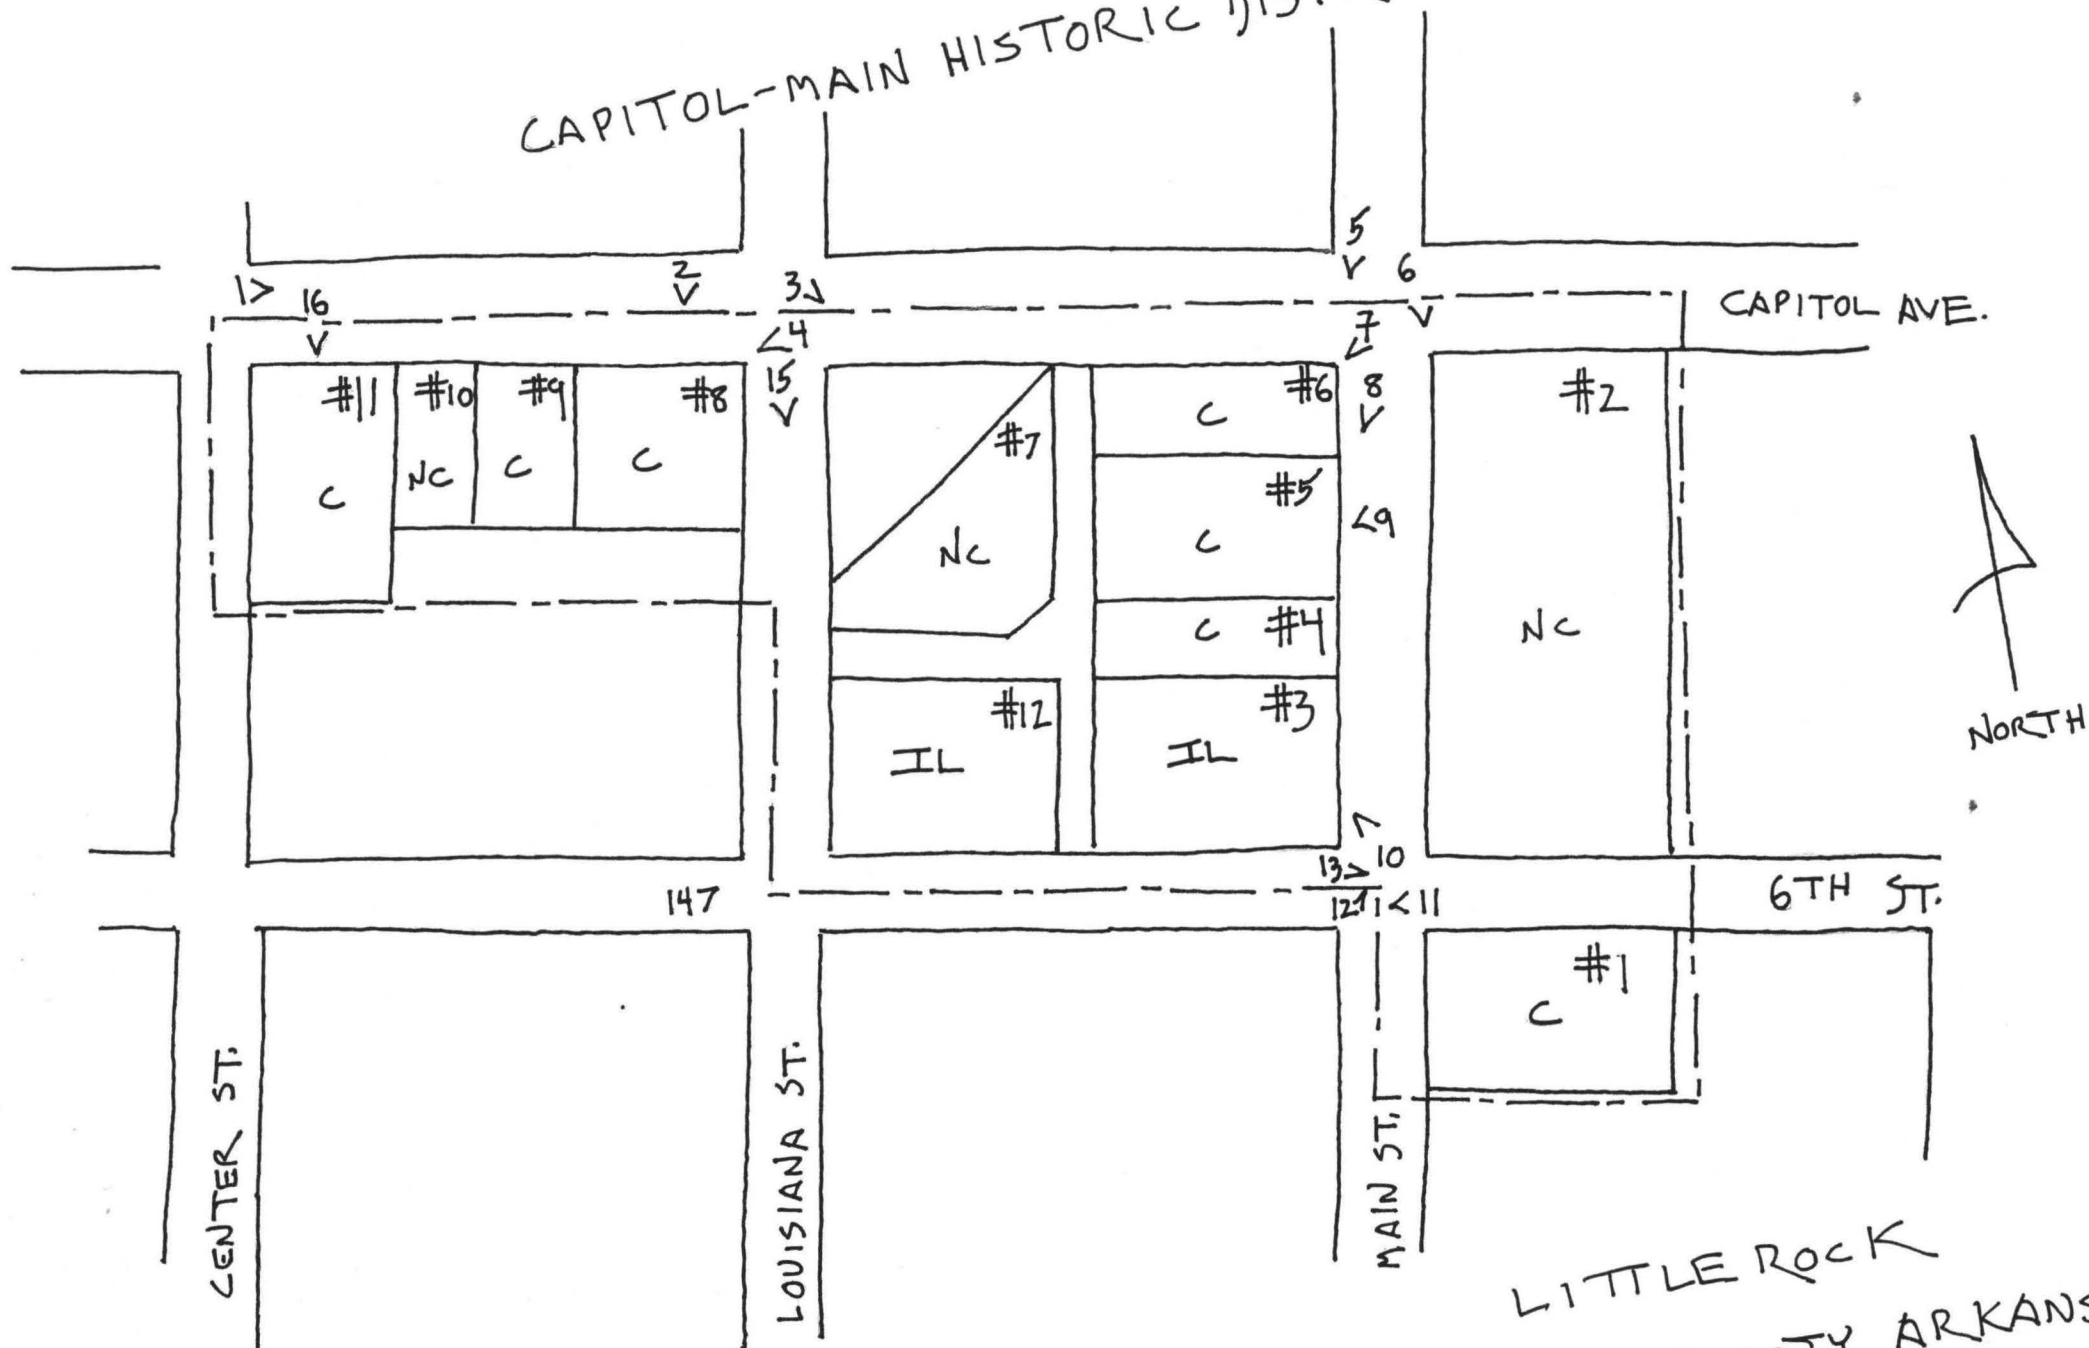 CAPITOL-MAIN HISTORIC
5
6
1> 16 V
2 V
3
CAPITOL AVE.
<4
7
15 V
8 V
#11 C
#10 NC
#9 C
#8 C
#7 NC
#6 C
#5 C
<9
#4 C
#3 IL
#12 IL
#2 NC
NORTH
13> 10
147
12 <11
6TH ST.
#1 C
CENTER ST.
LOUISIANA ST.
MAIN ST.
LITTLE ROCK
ARKANS